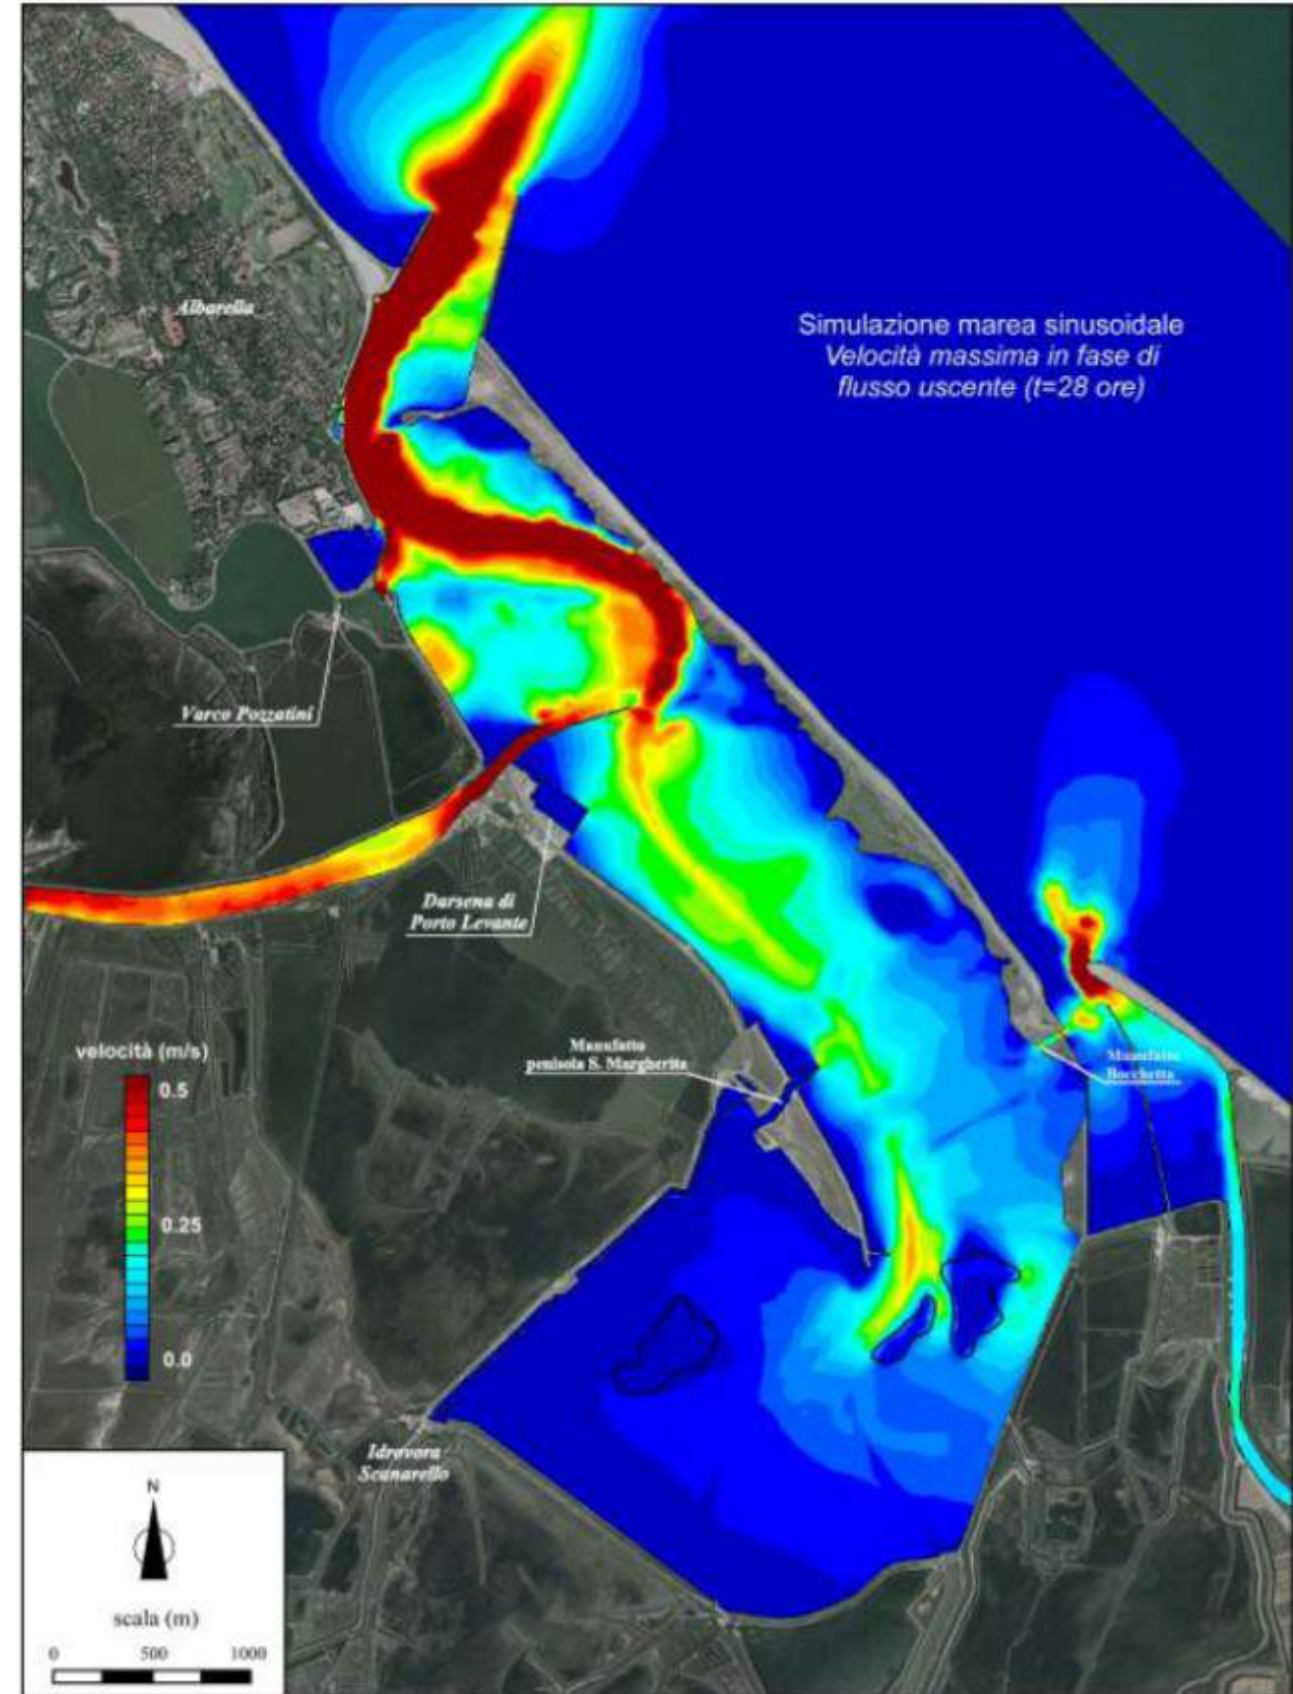 Albarella
Simulazione marea sinusoidale
Velocità massima in fase di
flusso uscente (t=28 ore)
Varco Pozzatini
Darsena di
Porto Levante
Manufatto
penisola S. Margherita
Manufatto
Bocchetta
velocità (m/s)
0.5
0.25
0.0
Idrovora
Scanarello
N
scala (m)
0 500 1000